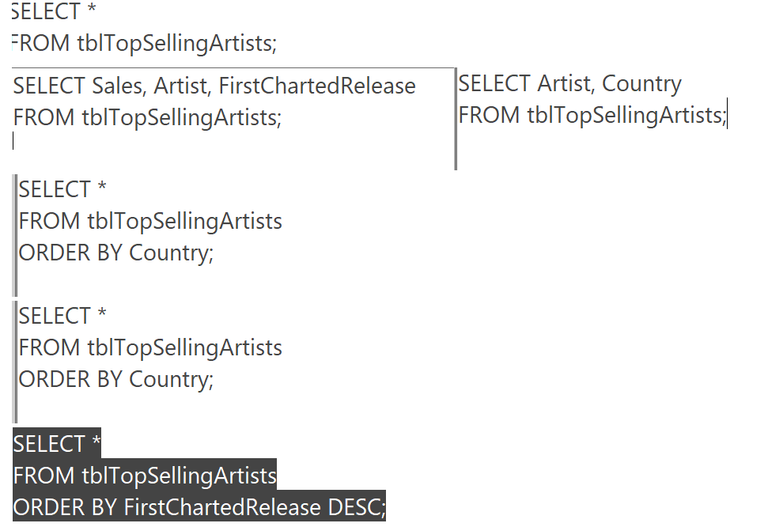 SELECT *
FROM tblTopSellingArtists;
SELECT Sales, Artist, FirstChartedRelease
FROM tblTopSellingArtists;
SELECT Artist, Country
FROM tblTopSellingArtists;
SELECT *
FROM tblTopSellingArtists
ORDER BY Country;
SELECT *
FROM tblTopSellingArtists
ORDER BY Country;
SELECT *
FROM tblTopSellingArtists
ORDER BY FirstChartedRelease DESC;